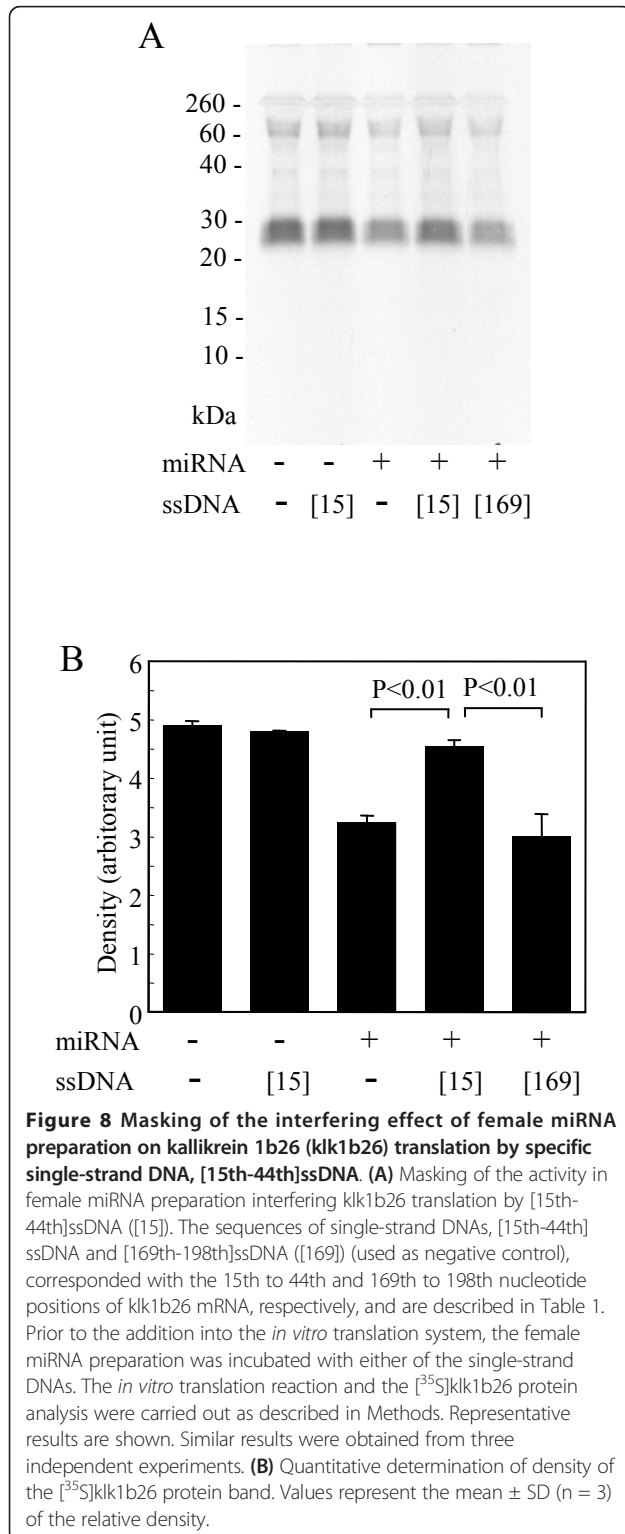 A
260 -
60 -
40 -
30 -
20 -
15 -
10 -
kDa
miRNA - - + + +
ssDNA - [15] - [15] [169]
B
6
5
4
3
2
1
0
Density (arbitorary unit)
P<0.01 P<0.01
miRNA - - + + +
ssDNA - [15] - [15] [169]
Figure 8 Masking of the interfering effect of female miRNA
preparation on kallikrein 1b26 (klk1b26) translation by specific
single-strand DNA, [15th-44th]ssDNA. (A) Masking of the activity in
female miRNA preparation interfering klk1b26 translation by [15th-
44th]ssDNA ([15]). The sequences of single-strand DNAs, [15th-44th]
ssDNA and [169th-198th]ssDNA ([169]) (used as negative control),
corresponded with the 15th to 44th and 169th to 198th nucleotide
positions of klk1b26 mRNA, respectively, and are described in Table 1.
Prior to the addition into the in vitro translation system, the female
miRNA preparation was incubated with either of the single-strand
DNAs. The in vitro translation reaction and the [³⁵S]klk1b26 protein
analysis were carried out as described in Methods. Representative
results are shown. Similar results were obtained from three
independent experiments. (B) Quantitative determination of density of
the [³⁵S]klk1b26 protein band. Values represent the mean ± SD (n = 3)
of the relative density.